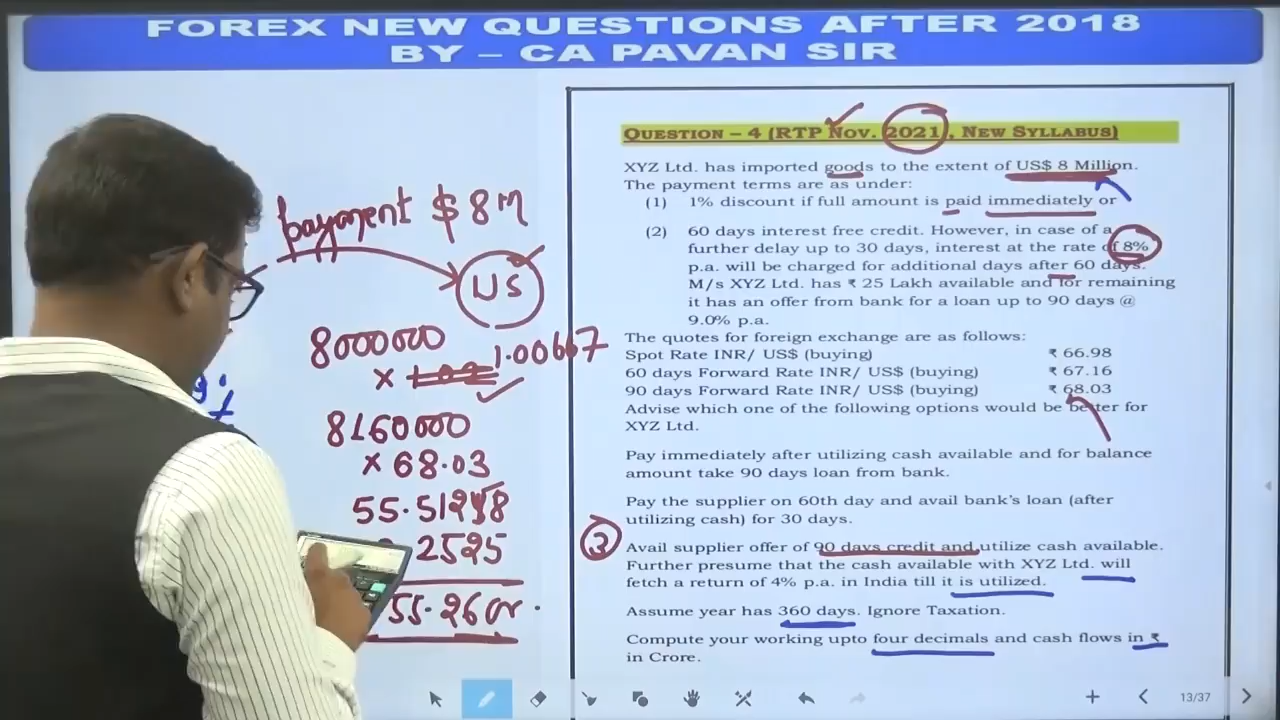 FOREX NEW QUESTIONS AFTER 2018
BY – CA PAVAN SIR
payment $ 8M
US
8000000
× 1.00667
8160000
× 68.03
2525
55.26 Cr.
QUESTION – 4 (RTP NOV. 2021 , NEW SYLLABUS)
XYZ Ltd. has imported goods to the extent of US$ 8 Million.
The payment terms are as under:
(1) 1% discount if full amount is paid immediately or
(2) 60 days interest free credit. However, in case of a
further delay up to 30 days, interest at the rate of 8%
p.a. will be charged for additional days after 60 days.
M/s XYZ Ltd. has ₹ 25 Lakh available and for remaining
it has an offer from bank for a loan up to 90 days @
9.0% p.a.
The quotes for foreign exchange are as follows:
Spot Rate INR/ US$ (buying) ₹ 66.98
60 days Forward Rate INR/ US$ (buying) ₹ 67.16
90 days Forward Rate INR/ US$ (buying) ₹ 68.03
Advise which one of the following options would be better for
XYZ Ltd.
Pay immediately after utilizing cash available and for balance
amount take 90 days loan from bank.
Pay the supplier on 60th day and avail bank's loan (after
utilizing cash) for 30 days.
3 Avail supplier offer of 90 days credit and utilize cash available.
Further presume that the cash available with XYZ Ltd. will
fetch a return of 4% p.a. in India till it is utilized.
Assume year has 360 days. Ignore Taxation.
Compute your working upto four decimals and cash flows in ₹
in Crore.
13/37